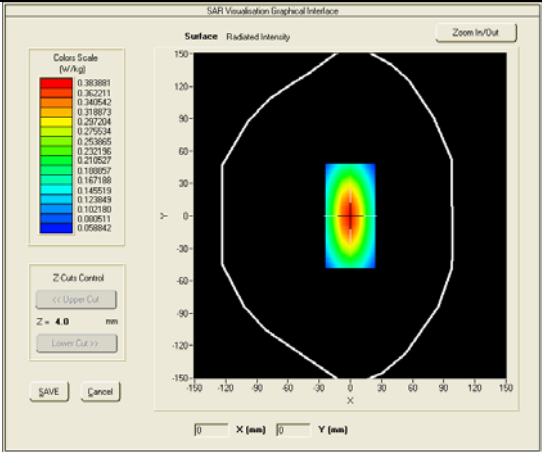 SAR Visualisation Graphical Interface
Surface Radiated Intensity
Zoom In/Out
Colors Scale
(W/kg)
0.383881
0.362211
0.340542
0.318873
0.297204
0.275534
0.253865
0.232196
0.210527
0.188857
0.167188
0.145519
0.123849
0.102180
0.080511
0.058842
150
120
90
60
30
0
-30
-60
-90
-120
-150
Y
-150 -120 -90 -60 -30 0 30 60 90 120 150
X
Z-Cuts Control
<< Upper Cut
Z = 4.0 mm
Lower Cut >>
SAVE Cancel
0 X (mm) 0 Y (mm)